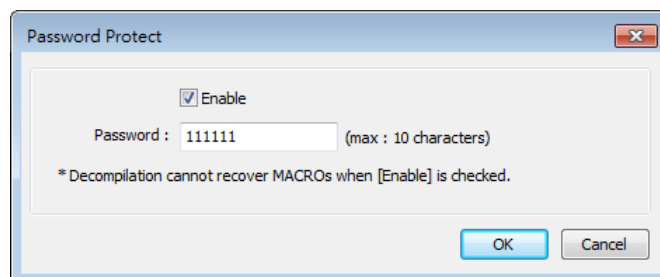 Password Protect
Enable
Password : 111111 (max : 10 characters)
* Decompilation cannot recover MACROs when [Enable] is checked.
OK Cancel